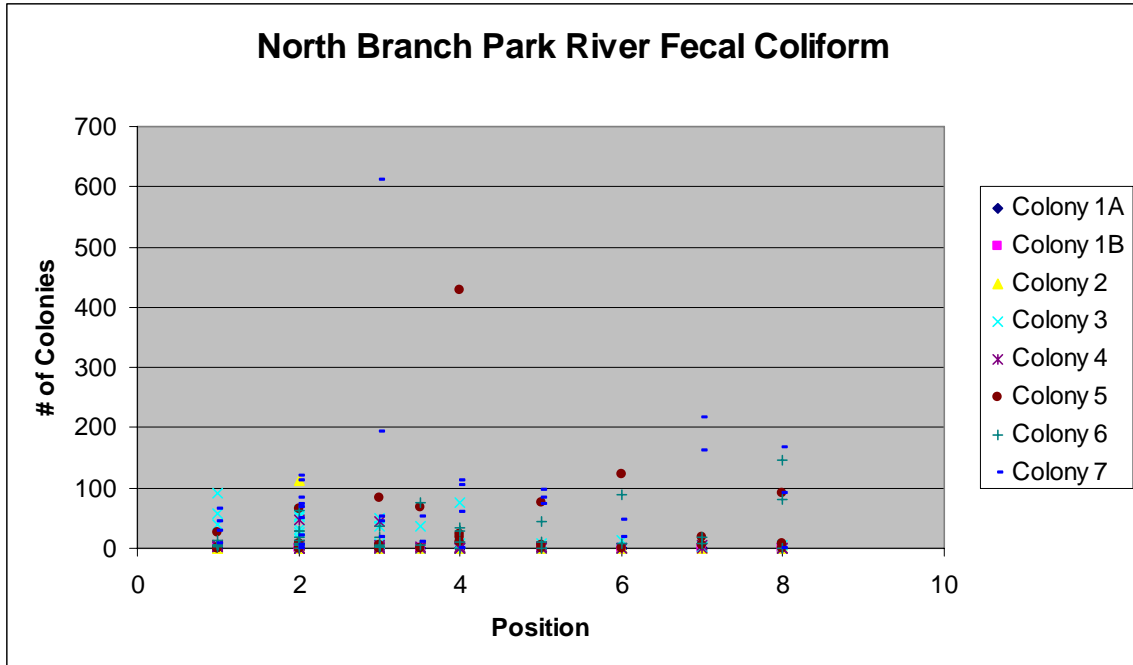 North Branch Park River Fecal Coliform
700
600
500
400
300
200
100
0
0 2 4 6 8 10
# of Colonies
Position
Colony 1A
Colony 1B
Colony 2
Colony 3
Colony 4
Colony 5
Colony 6
Colony 7